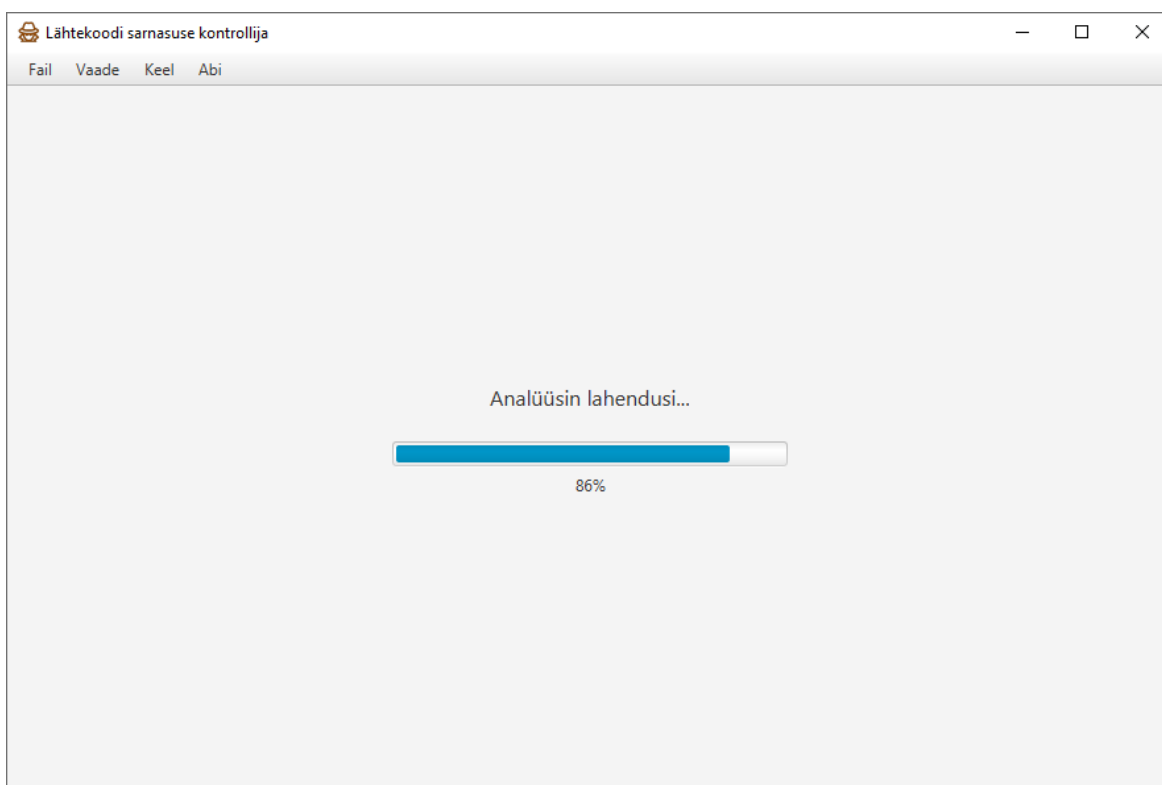 Lähtekoodi sarnasuse kontrollija
Fail Vaade Keel Abi
Analüüsin lahendusi...
86%